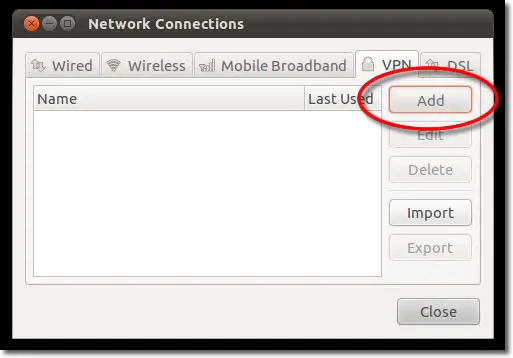 Network Connections
Wired Wireless Mobile Broadband VPN DSL
Name Last Used Add
Edit
Delete
Import
Export
Close